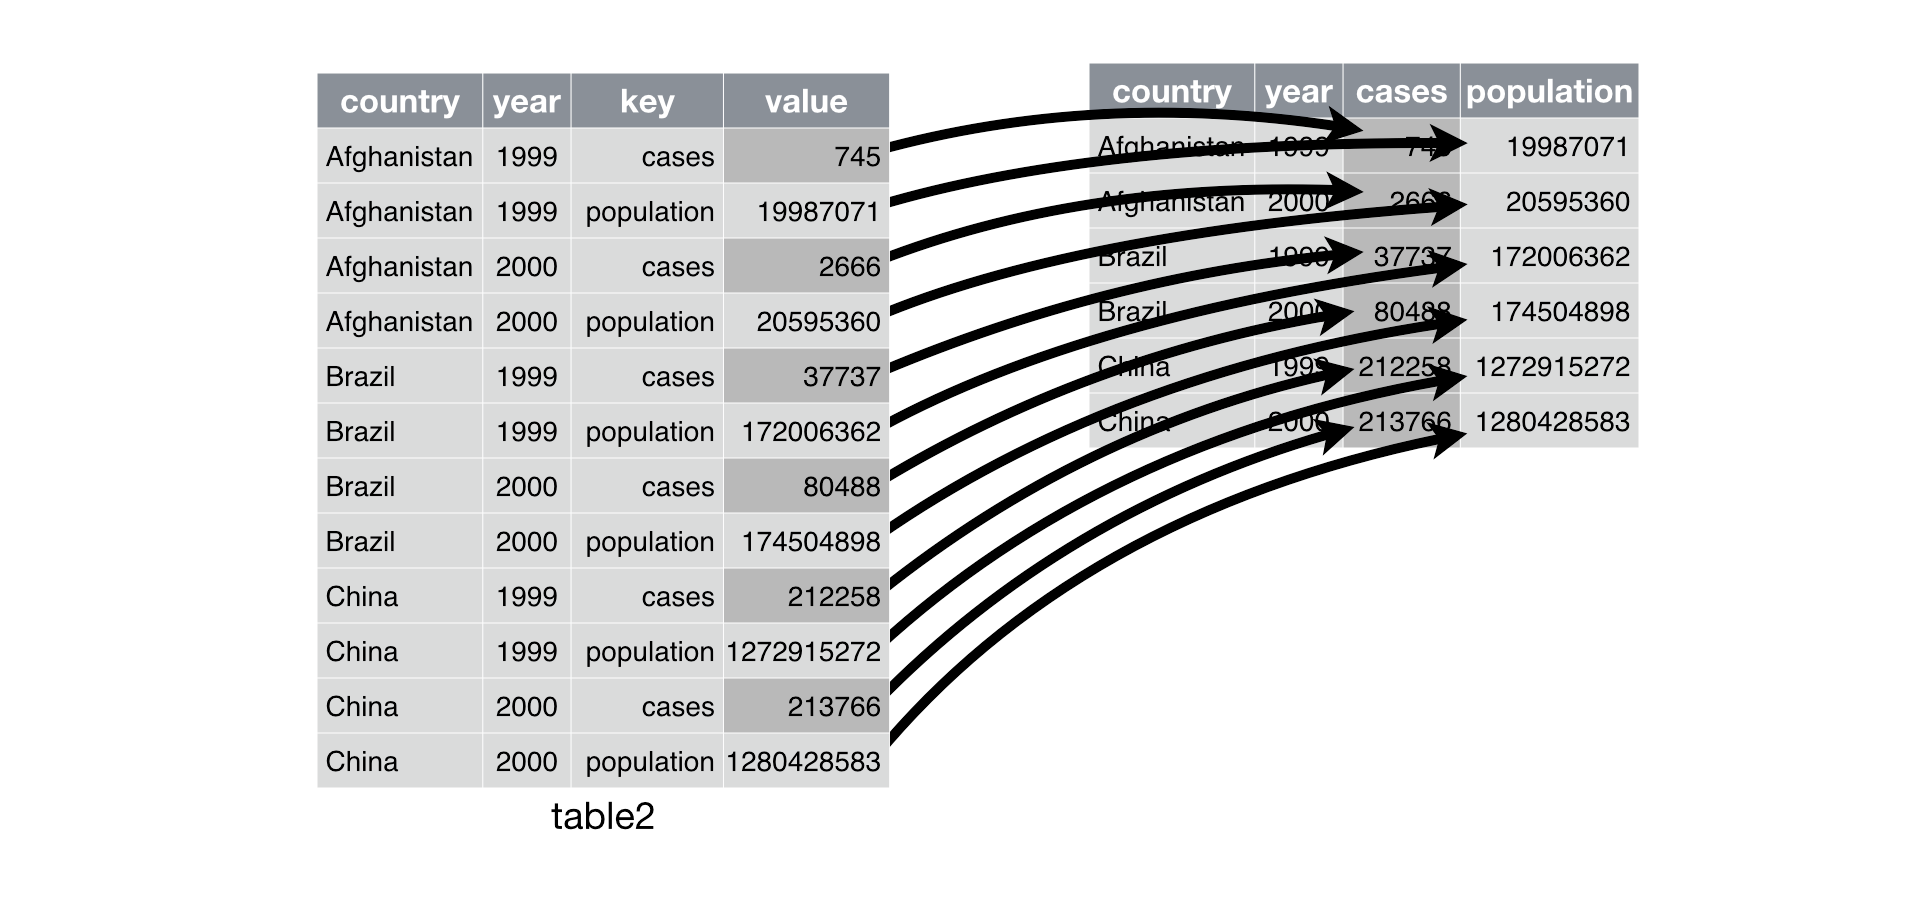 country year key value
Afghanistan 1999 cases 745
Afghanistan 1999 population 19987071
Afghanistan 2000 cases 2666
Afghanistan 2000 population 20595360
Brazil 1999 cases 37737
Brazil 1999 population 172006362
Brazil 2000 cases 80488
Brazil 2000 population 174504898
China 1999 cases 212258
China 1999 population 1272915272
China 2000 cases 213766
China 2000 population 1280428583
table2
country year cases population
Afghanistan 1999 745 19987071
Afghanistan 2000 2666 20595360
Brazil 1999 37737 172006362
Brazil 2000 80488 174504898
China 1999 212258 1272915272
China 2000 213766 1280428583